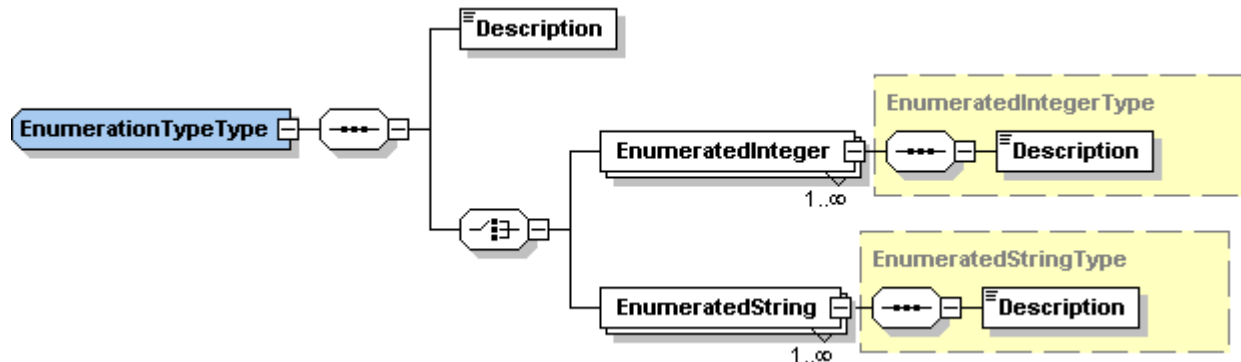 Description
EnumerationTypeType
EnumeratedIntegerType
EnumeratedInteger
Description
1..∞
EnumeratedStringType
EnumeratedString
Description
1..∞